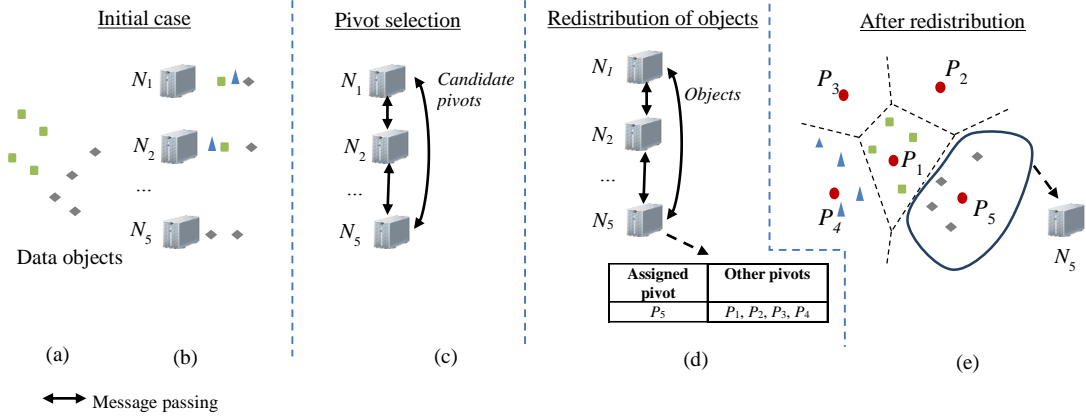 Initial case
N1
N2
...
N5
Data objects
(a)
(b)
Pivot selection
N1
Candidate
pivots
N2
...
N5
(c)
Redistribution of objects
N1
Objects
N2
...
N5
Assigned pivot
Other pivots
P5
P1, P2, P3, P4
(d)
After redistribution
P3
P2
P1
P4
P5
N5
(e)
Message passing